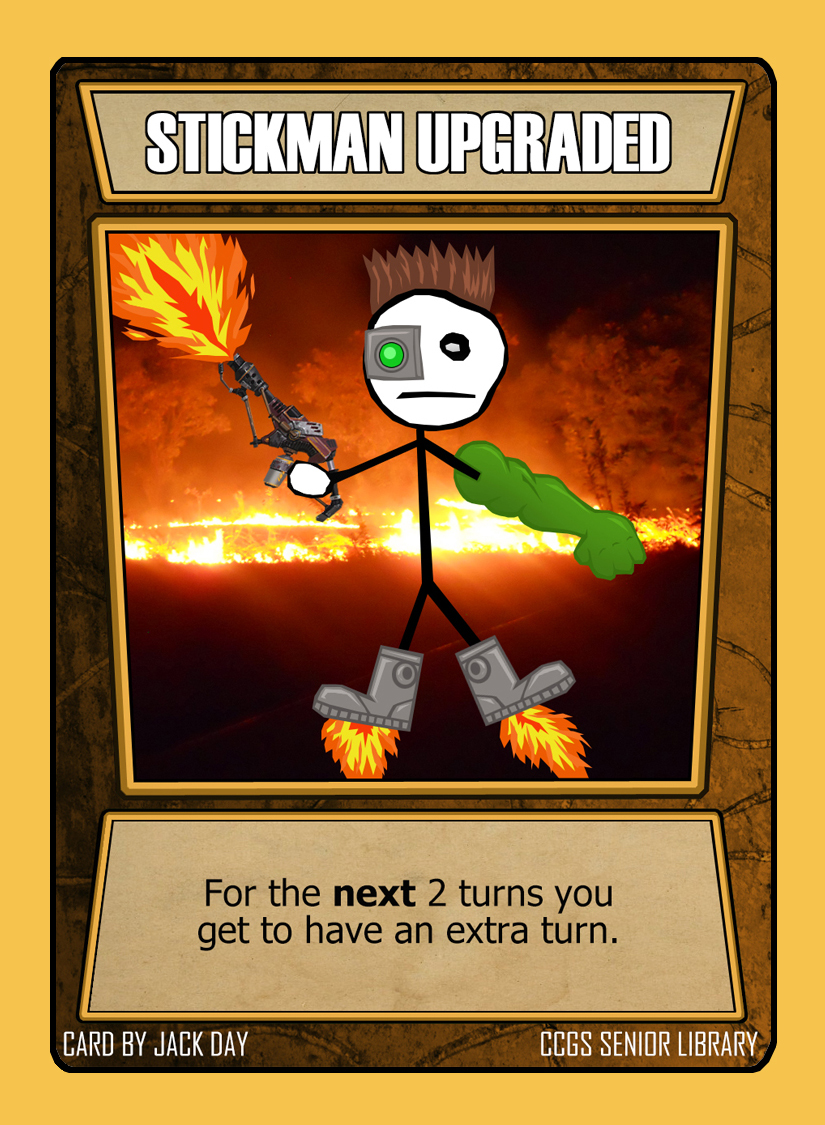 STICKMAN UPGRADED
For the next 2 turns you
get to have an extra turn.
CARD BY JACK DAY
CCGS SENIOR LIBRARY